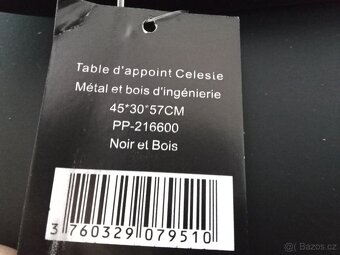 Table d'appoint Celesie
Métal et bois d'ingénierie
45*30*57CM
PP-216600
Noir et Bois
3 760329 079510
Bazos.cz